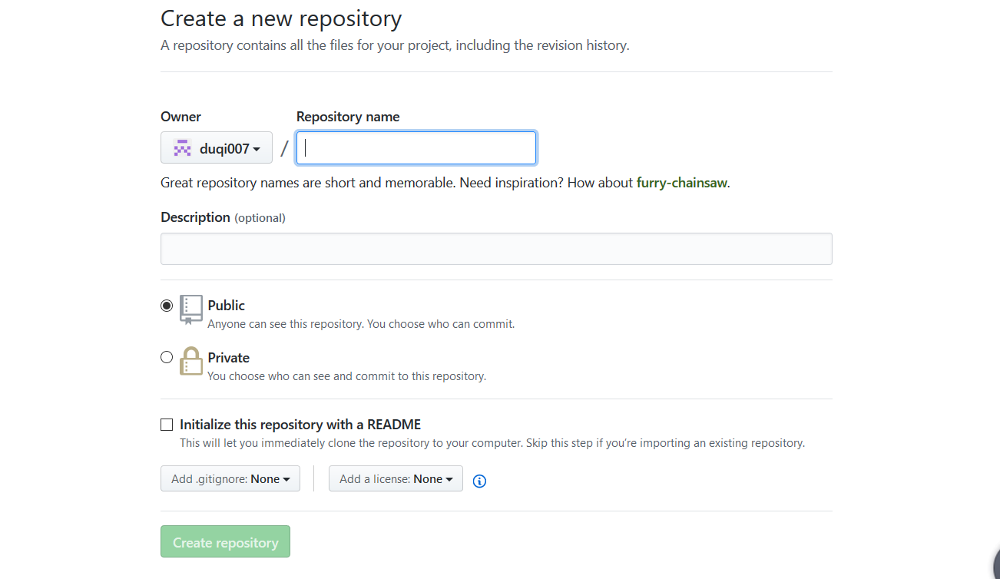 Create a new repository
A repository contains all the files for your project, including the revision history.
Owner Repository name
duqi007 /
Great repository names are short and memorable. Need inspiration? How about furry-chainsaw.
Description (optional)
Public
Anyone can see this repository. You choose who can commit.
Private
You choose who can see and commit to this repository.
Initialize this repository with a README
This will let you immediately clone the repository to your computer. Skip this step if you’re importing an existing repository.
Add .gitignore: None Add a license: None
Create repository